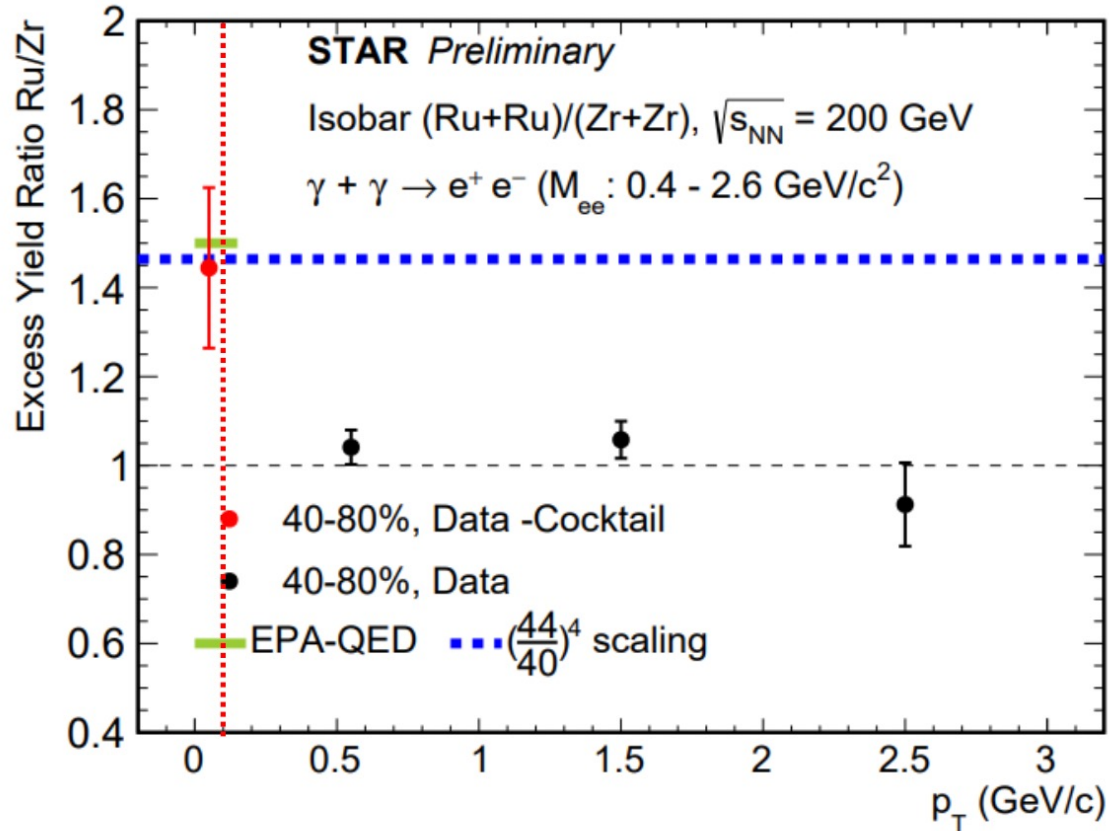 STAR Preliminary
Isobar (Ru+Ru)/(Zr+Zr), √s_NN = 200 GeV
γ + γ → e⁺ e⁻ (M_ee: 0.4 - 2.6 GeV/c²)
Excess Yield Ratio Ru/Zr
2
1.8
1.6
1.4
1.2
1
0.8
0.6
0.4
40-80%, Data -Cocktail
40-80%, Data
EPA-QED (44/40)⁴ scaling
0 0.5 1 1.5 2 2.5 3
p_T (GeV/c)